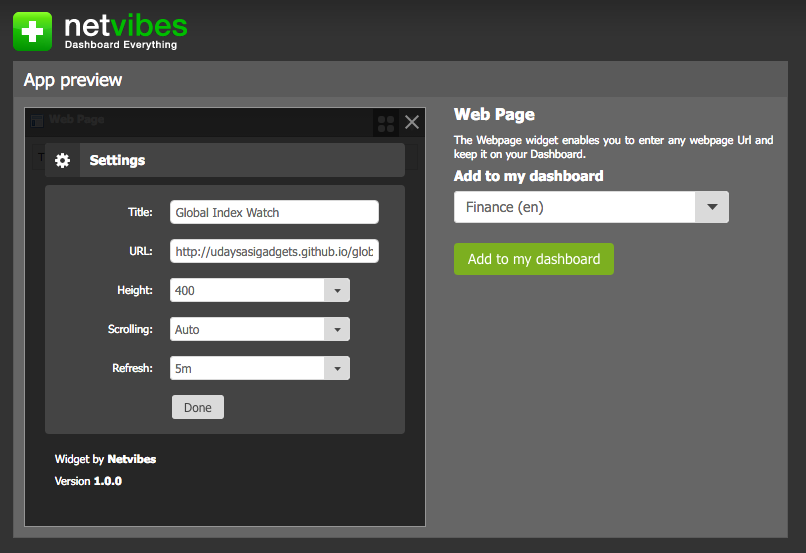 netvibes
Dashboard Everything
App preview
Web Page
Settings
Title: Global Index Watch
URL: http://udaysasigadgets.github.io/glob
Height: 400
Scrolling: Auto
Refresh: 5m
Done
Widget by Netvibes
Version 1.0.0
Web Page
The Webpage widget enables you to enter any webpage Url and
keep it on your Dashboard.
Add to my dashboard
Finance (en)
Add to my dashboard